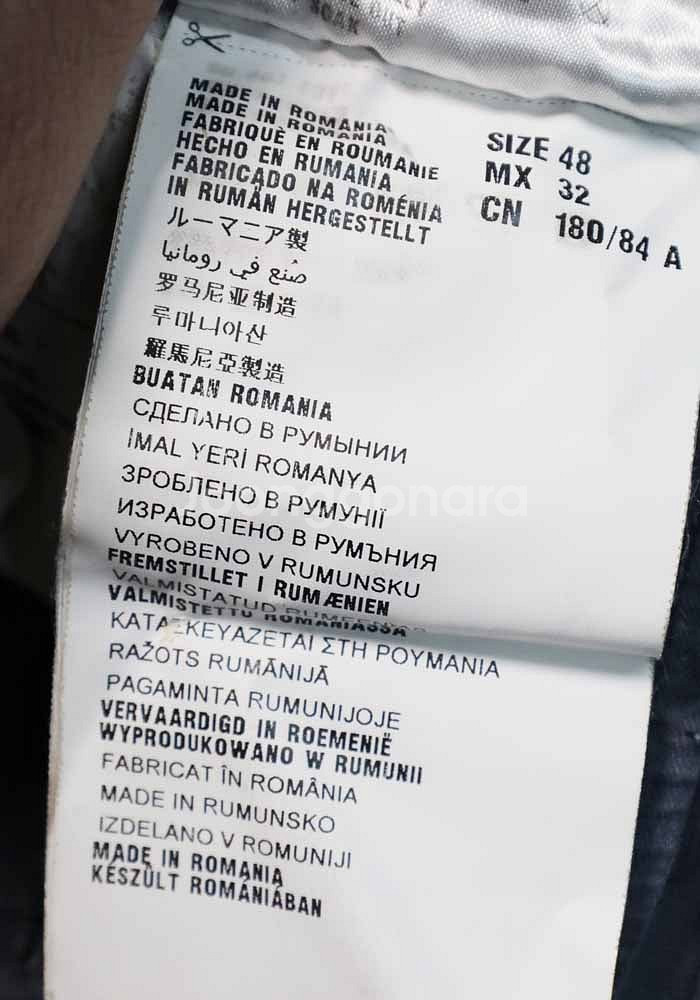 MADE IN ROMANIA
MADE IN ROMANIA
FABRIQUÈ EN ROUMANIE
HECHO EN RUMANIA
FABRICADO NA ROMÉNIA
IN RUMÄN HERGESTELLT
ルーマニア製
صُنع في رومانيا
罗马尼亚制造
루마니아산
羅馬尼亞製造
BUATAN ROMANIA
СДЕЛАНО В РУМЫНИИ
İMAL YERİ ROMANYA
ЗРОБЛЕНО В РУМУНІЇ
ИЗРАБОТЕНО В РУМЪНИЯ
VYROBENO V RUMUNSKU
FREMSTILLET I RUMÆNIEN
VALMISTATUD
VALMISTETTU ROMANIASSA
ΚΑΤΑΣΚΕΥΑΖΕΤΑΙ ΣΤΗ ΡΟΥΜΑΝΙΑ
RAŽOTS RUMĀNIJĀ
PAGAMINTA RUMUNIJOJE
VERVAARDIGD IN ROEMENIË
WYPRODUKOWANO W RUMUNII
FABRICAT ÎN ROMÂNIA
MADE IN RUMUNSKO
IZDELANO V ROMUNIJI
MADE IN ROMANIA
KÉSZÜLT ROMÁNIÁBAN
SIZE 48
MX 32
CN 180/84 A